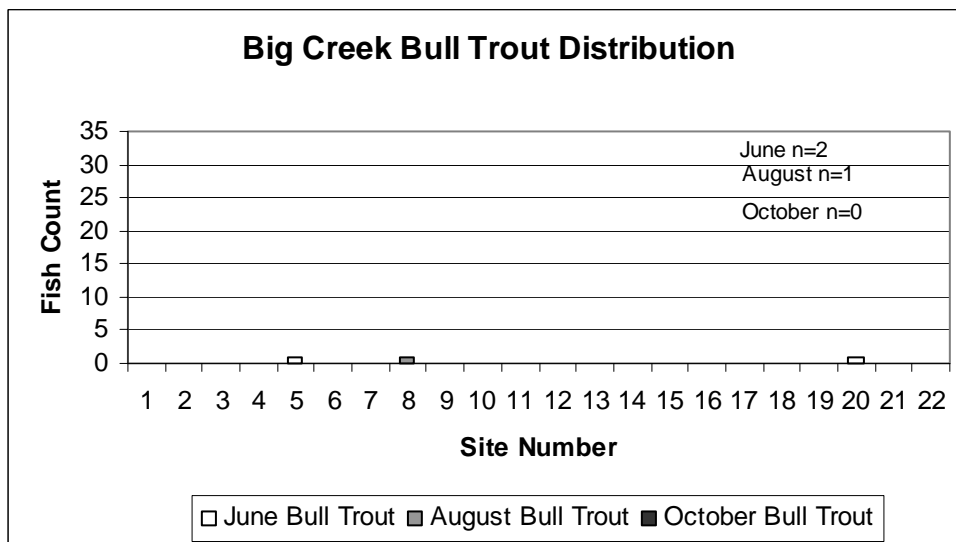 Big Creek Bull Trout Distribution
35
30
25
20
15
10
5
0
Fish Count
June n=2
August n=1
October n=0
1 2 3 4 5 6 7 8 9 10 11 12 13 14 15 16 17 18 19 20 21 22
Site Number
June Bull Trout August Bull Trout October Bull Trout